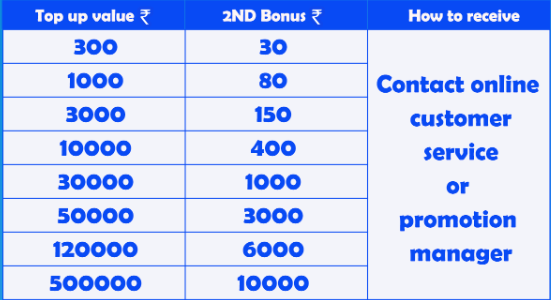 Top up value ₹ 2ND Bonus ₹ How to receive
300 30
1000 80
3000 150
10000 400
30000 1000
50000 3000
120000 6000
500000 10000
Contact online
customer
service
or
promotion
manager